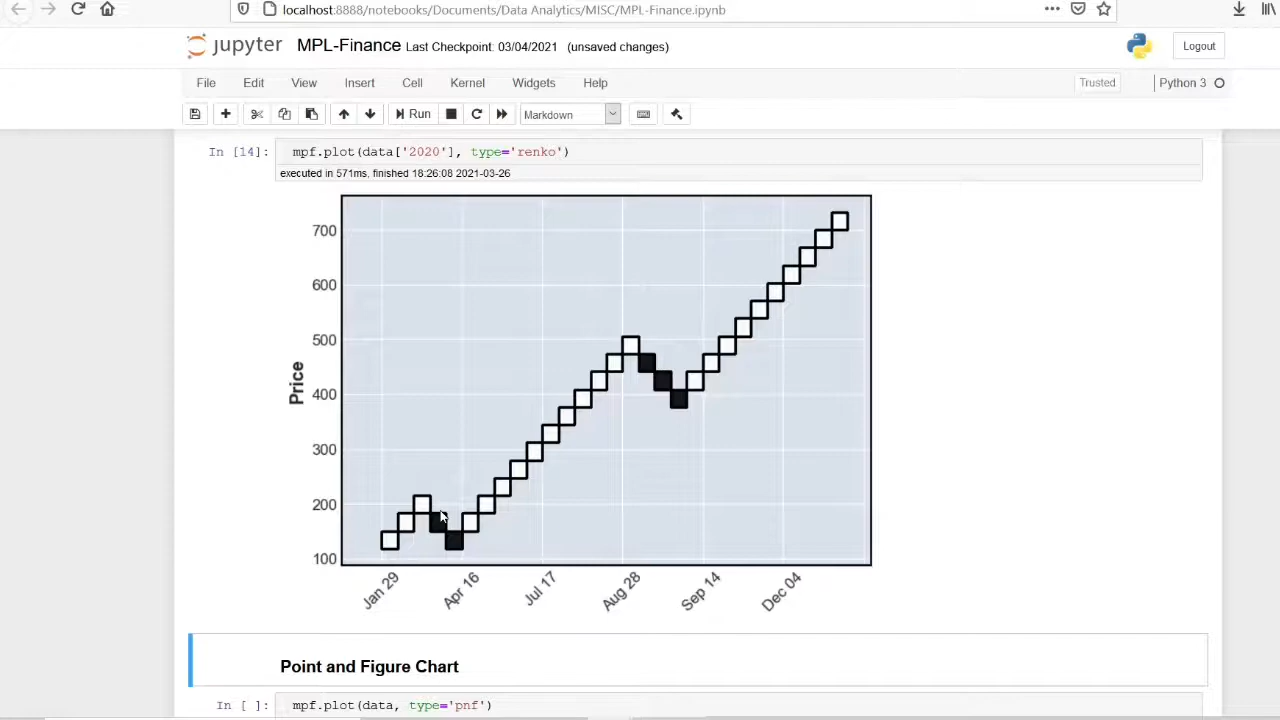 localhost:8888/notebooks/Documents/Data Analytics/MISC/MPL-Finance.ipynb
jupyter MPL-Finance Last Checkpoint: 03/04/2021 (unsaved changes) Logout
File Edit View Insert Cell Kernel Widgets Help Trusted Python 3
Run Markdown
In [14]: mpf.plot(data['2020'], type='renko')
executed in 571ms, finished 18:26:08 2021-03-26
700
600
500
400
300
200
100
Price
Jan 29 Apr 16 Jul 17 Aug 28 Sep 14 Dec 04
Point and Figure Chart
In [ ]: mpf.plot(data, type='pnf')